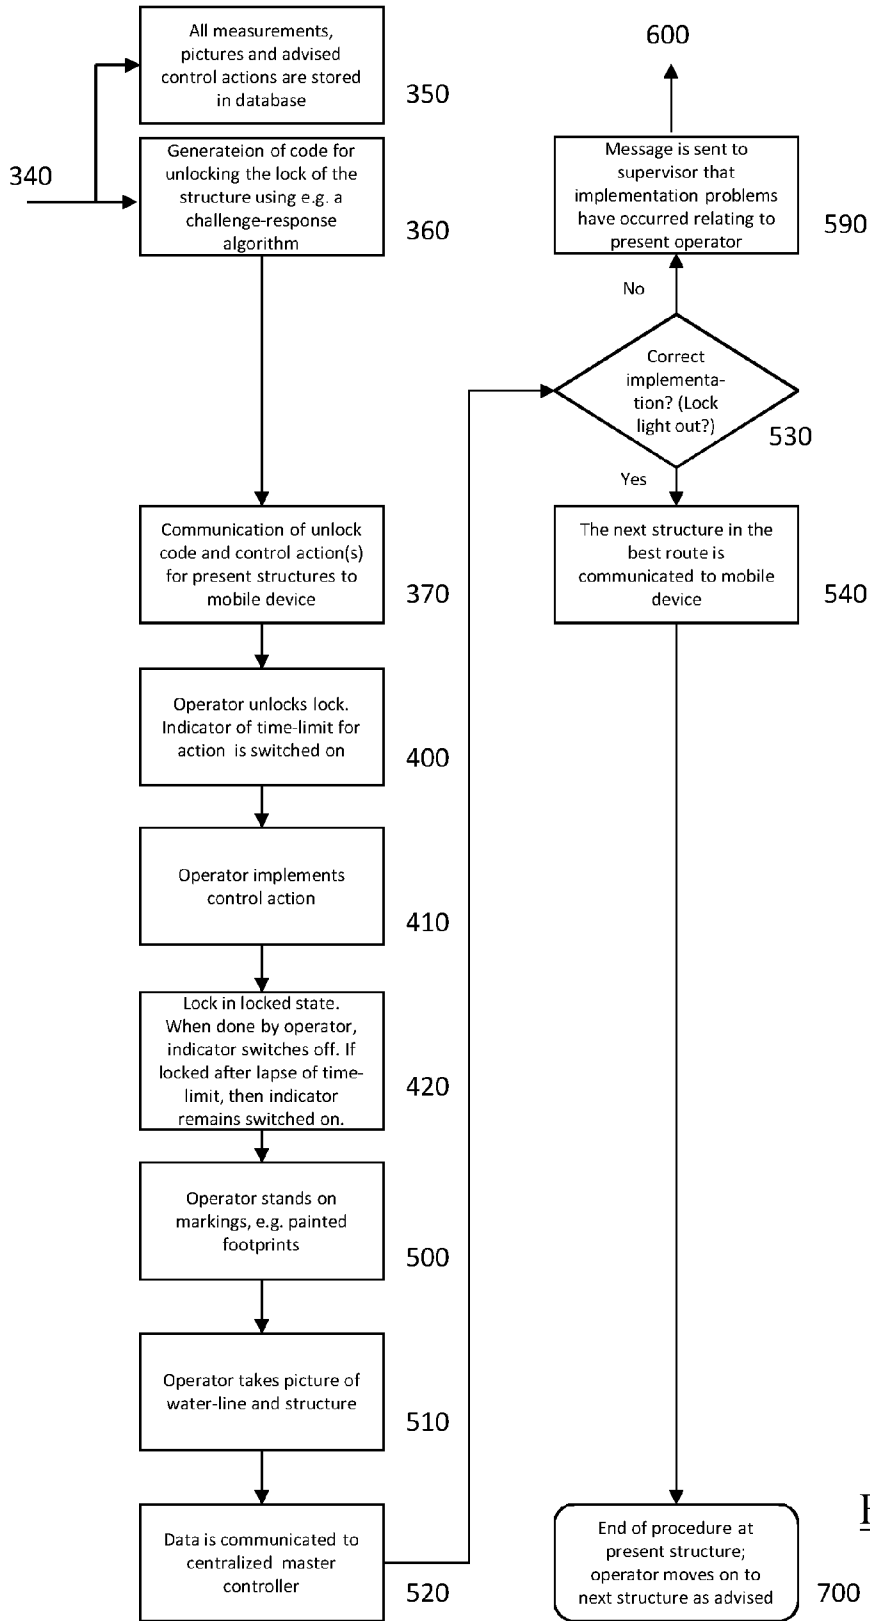 All measurements,
pictures and advised
control actions are stored
in database
350
340
Generateion of code for
unlocking the lock of the
structure using e.g. a
challenge-response
algorithm
360
Communication of unlock
code and control action(s)
for present structures to
mobile device
370
Operator unlocks lock.
Indicator of time-limit for
action is switched on
400
Operator implements
control action
410
Lock in locked state.
When done by operator,
indicator switches off. If
locked after lapse of time-
limit, then indicator
remains switched on.
420
Operator stands on
markings, e.g. painted
footprints
500
Operator takes picture of
water-line and structure
510
Data is communicated to
centralized master
controller
520
600
Message is sent to
supervisor that
implementation problems
have occurred relating to
present operator
590
No
Correct
implementa-
tion? (Lock
light out?)
530
Yes
The next structure in the
best route is
communicated to mobile
device
540
End of procedure at
present structure;
operator moves on to
next structure as advised
700